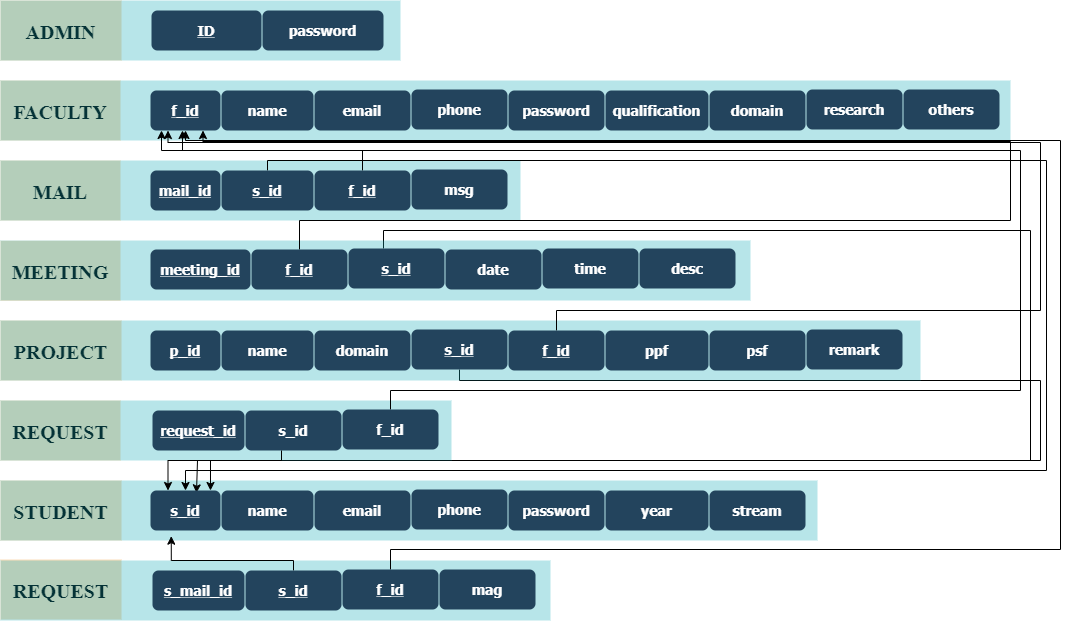 ADMIN ID password
FACULTY f_id name email phone password qualification domain research others
MAIL mail_id s_id f_id msg
MEETING meeting_id f_id s_id date time desc
PROJECT p_id name domain s_id f_id ppf psf remark
REQUEST request_id s_id f_id
STUDENT s_id name email phone password year stream
REQUEST s_mail_id s_id f_id mag